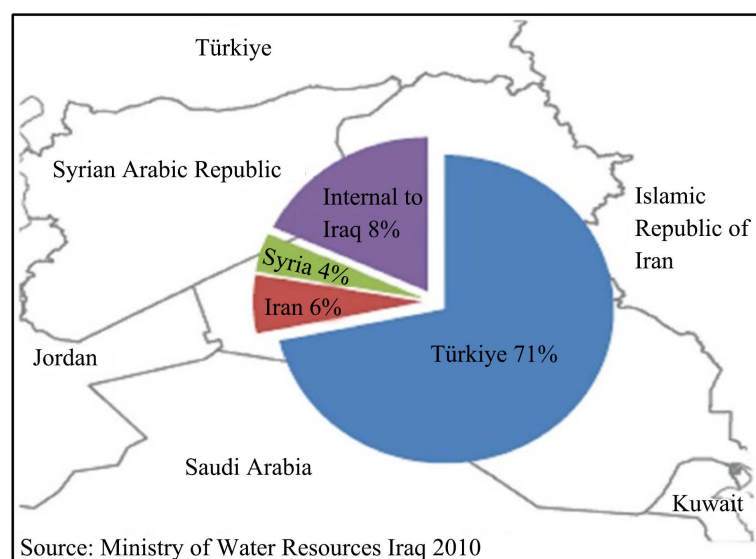 Türkiye
Syrian Arabic Republic
Internal to
Iraq 8%
Islamic
Republic of
Iran
Syria 4%
Iran 6%
Türkiye 71%
Jordan
Saudi Arabia
Kuwait
Source: Ministry of Water Resources Iraq 2010